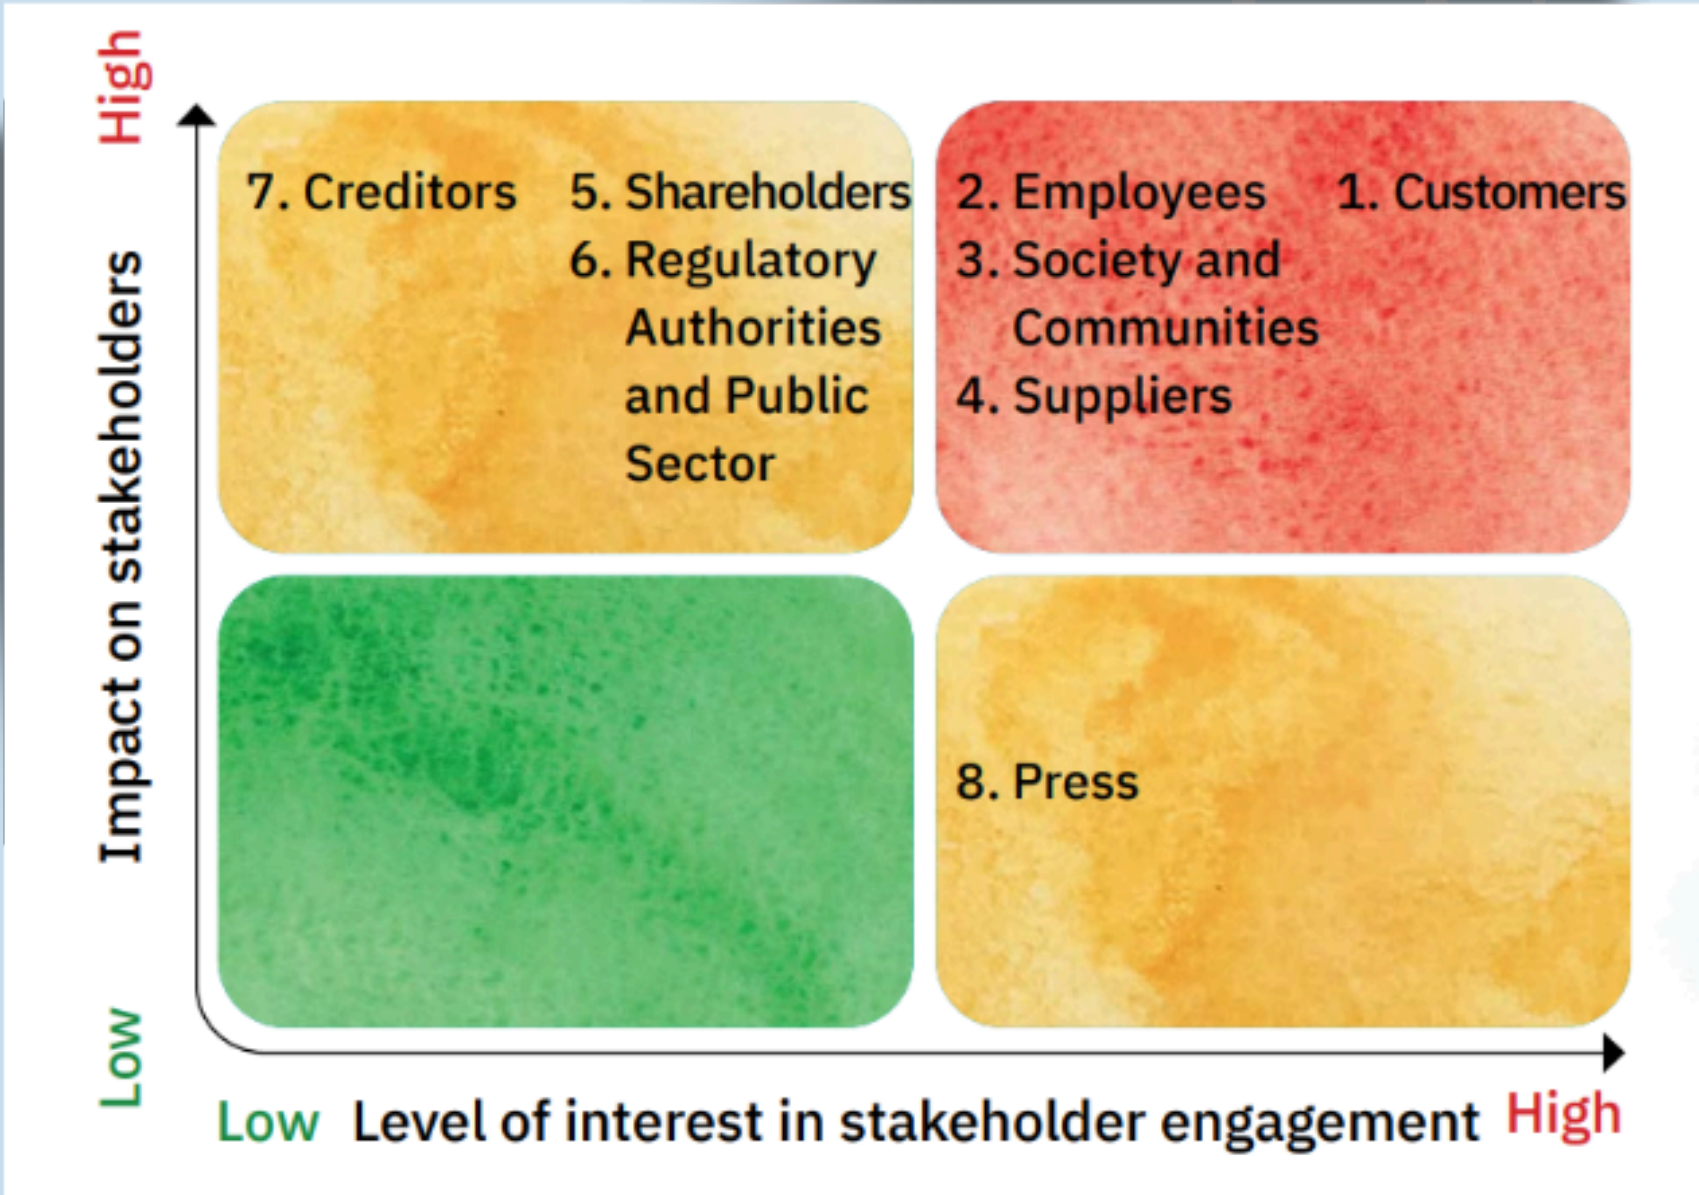 High
Impact on stakeholders
Low
7. Creditors
5. Shareholders
6. Regulatory
Authorities
and Public
Sector
2. Employees
3. Society and
Communities
4. Suppliers
1. Customers
8. Press
Low Level of interest in stakeholder engagement High